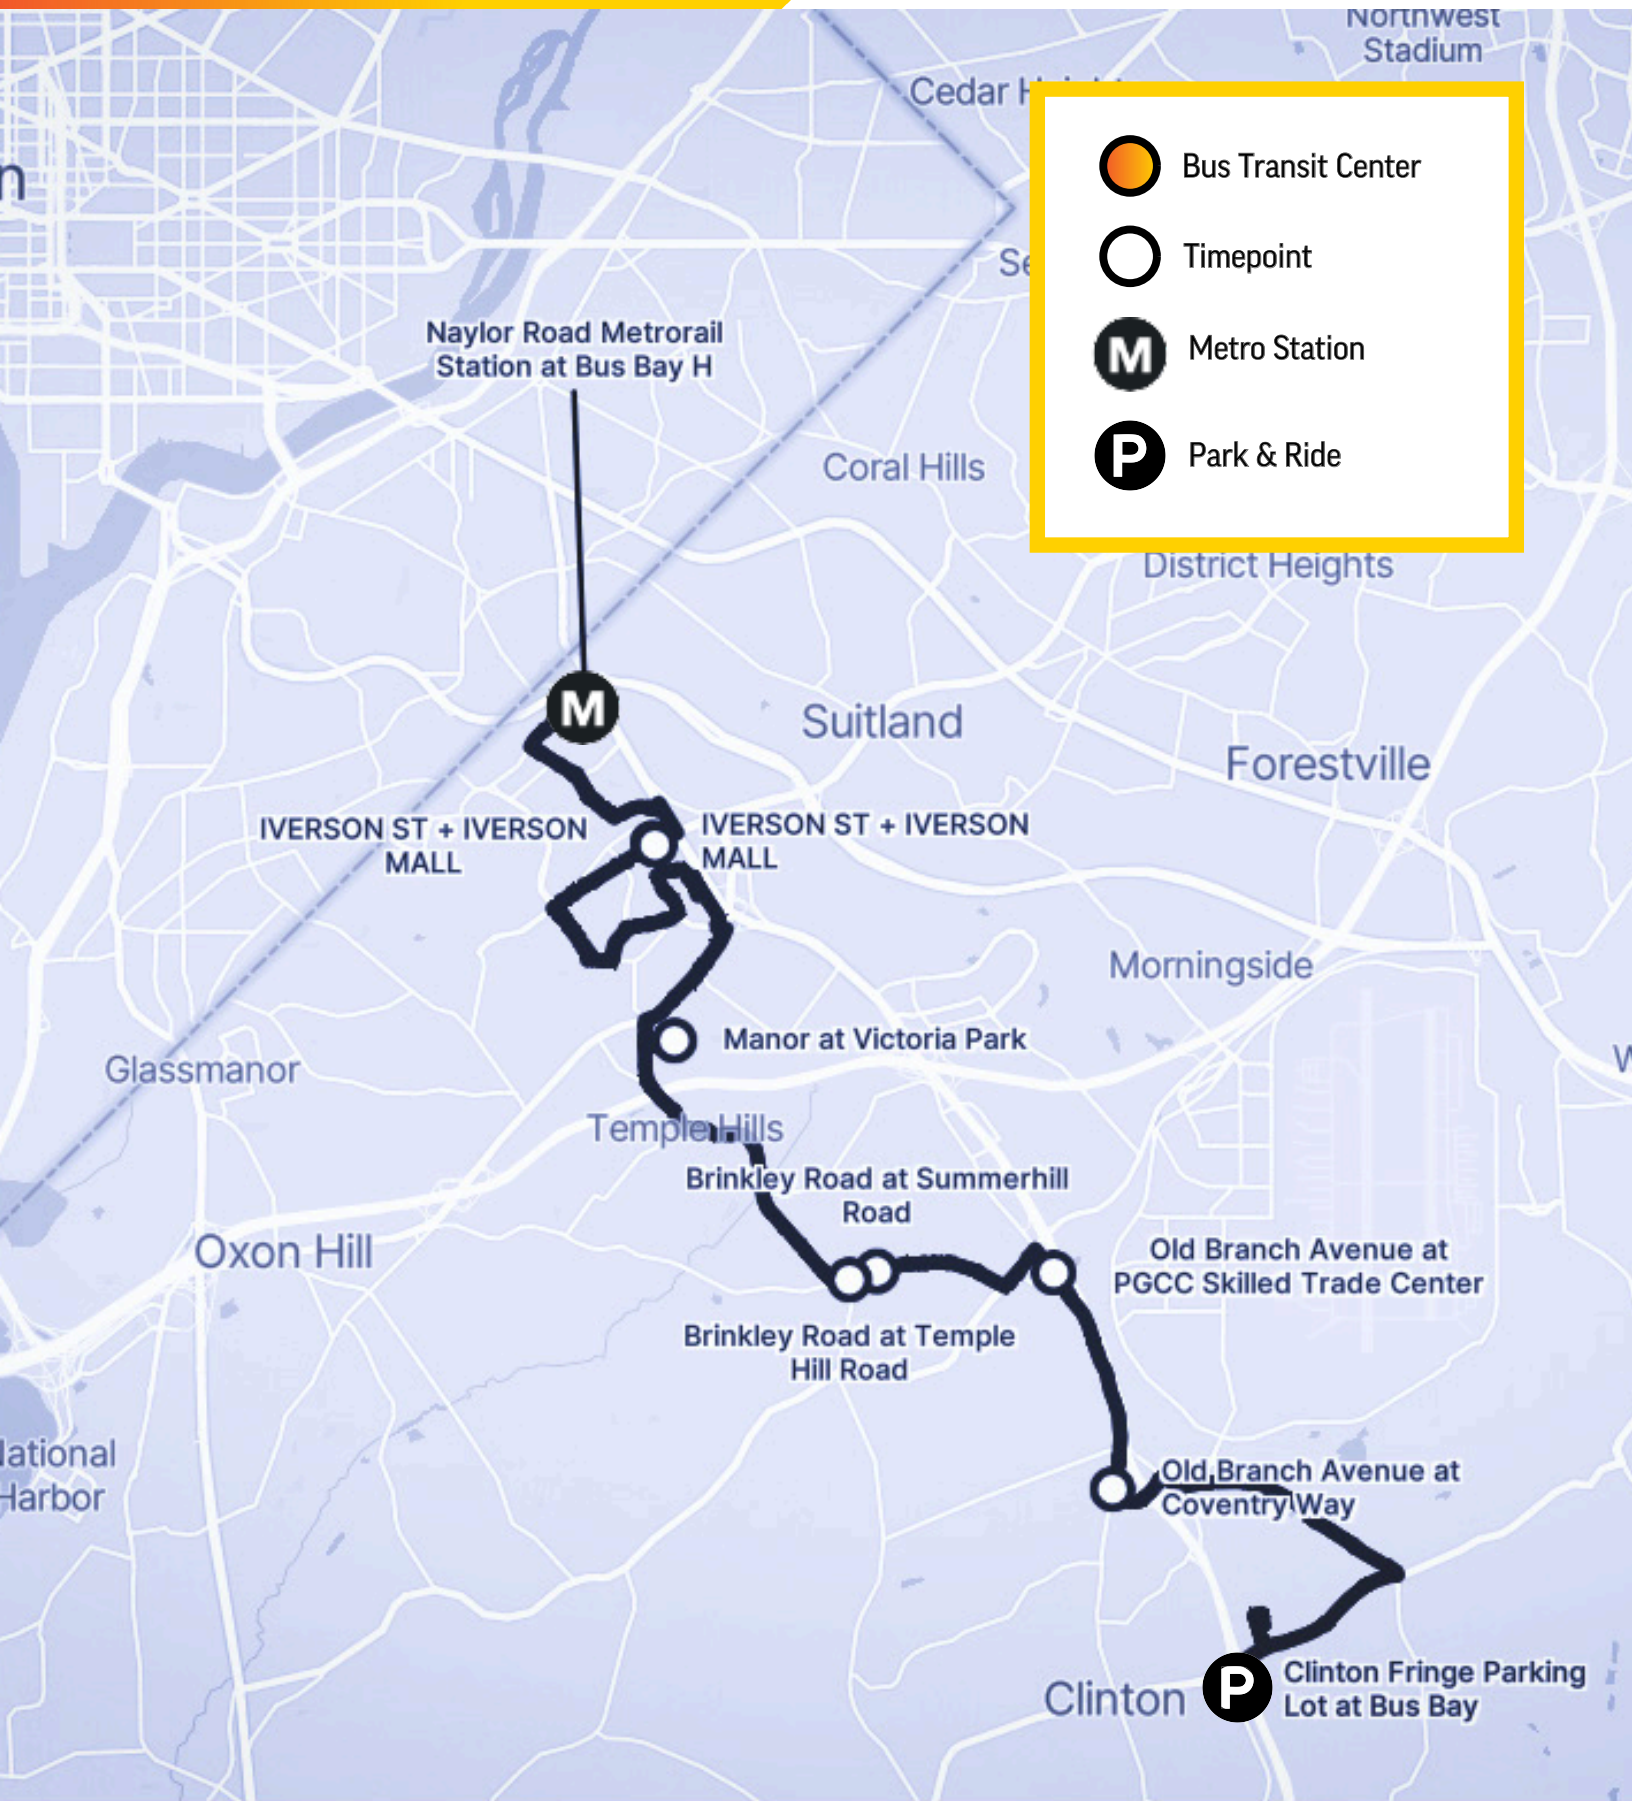 Northwest
Stadium
Cedar
Bus Transit Center
Timepoint
Metro Station
Park & Ride
n
Se
Naylor Road Metrorail
Station at Bus Bay H
Coral Hills
District Heights
M
Suitland
Forestville
IVERSON ST + IVERSON
MALL
IVERSON ST + IVERSON
MALL
Morningside
Manor at Victoria Park
Glassmanor
W
Temple Hills
Brinkley Road at Summerhill
Road
Oxon Hill
Old Branch Avenue at
PGCC Skilled Trade Center
Brinkley Road at Temple
Hill Road
ational
Harbor
Old Branch Avenue at
Coventry Way
Clinton
P
Clinton Fringe Parking
Lot at Bus Bay
M
P